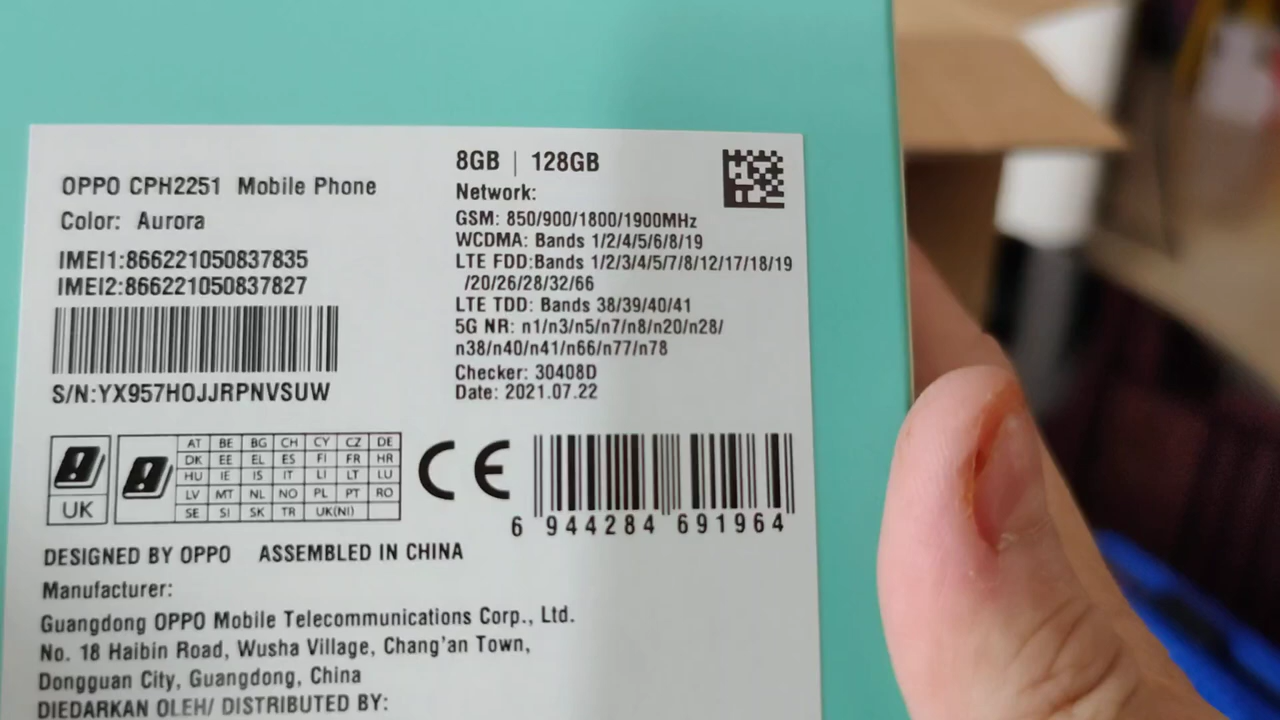 OPPO CPH2251 Mobile Phone
Color: Aurora
IMEI1:866221050837835
IMEI2:866221050837827
S/N:YX957HOJJRPNVSUW
8GB | 128GB
Network:
GSM: 850/900/1800/1900MHz
WCDMA: Bands 1/2/4/5/6/8/19
LTE FDD:Bands 1/2/3/4/5/7/8/12/17/18/19
/20/26/28/32/66
LTE TDD: Bands 38/39/40/41
5G NR: n1/n3/n5/n7/n8/n20/n28/
n38/n40/n41/n66/n77/n78
Checker: 30408D
Date: 2021.07.22
UK
AT BE BG CH CY CZ DE
DK EE EL ES FI FR HR
HU IE IS IT LI LT LU
LV MT NL NO PL PT RO
SE SI SK TR UK(NI)
CE
6 944284 691964
DESIGNED BY OPPO ASSEMBLED IN CHINA
Manufacturer:
Guangdong OPPO Mobile Telecommunications Corp., Ltd.
No. 18 Haibin Road, Wusha Village, Chang'an Town,
Dongguan City, Guangdong, China
DIEDARKAN OLEH/ DISTRIBUTED BY: